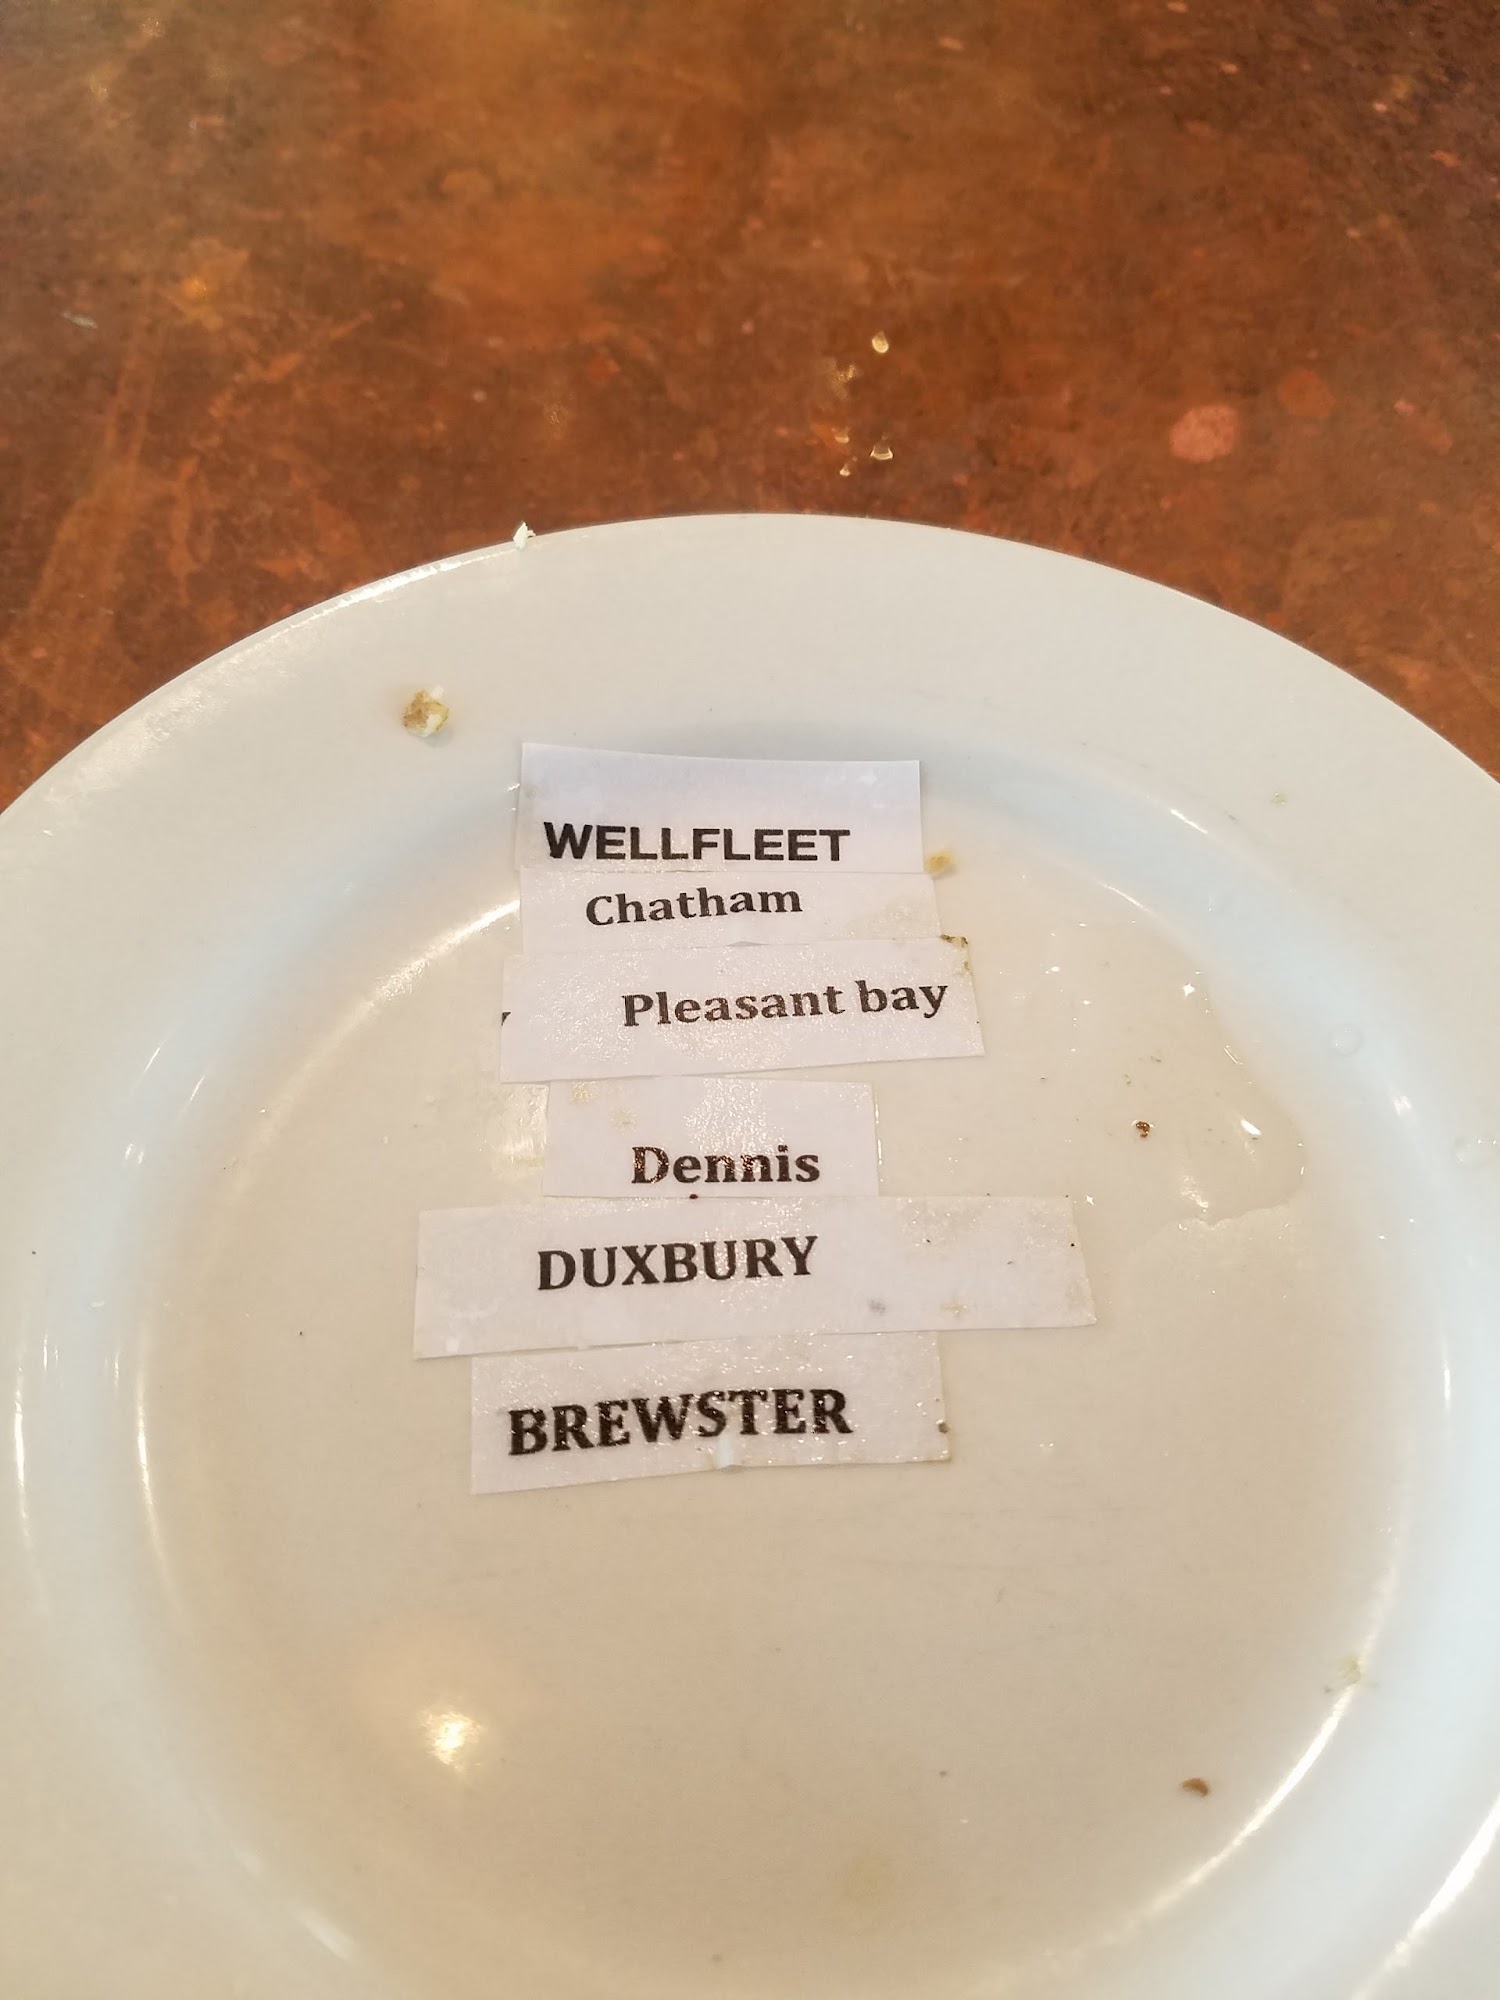 WELLFLEET
Chatham
Pleasant bay
Dennis
DUXBURY
BREWSTER